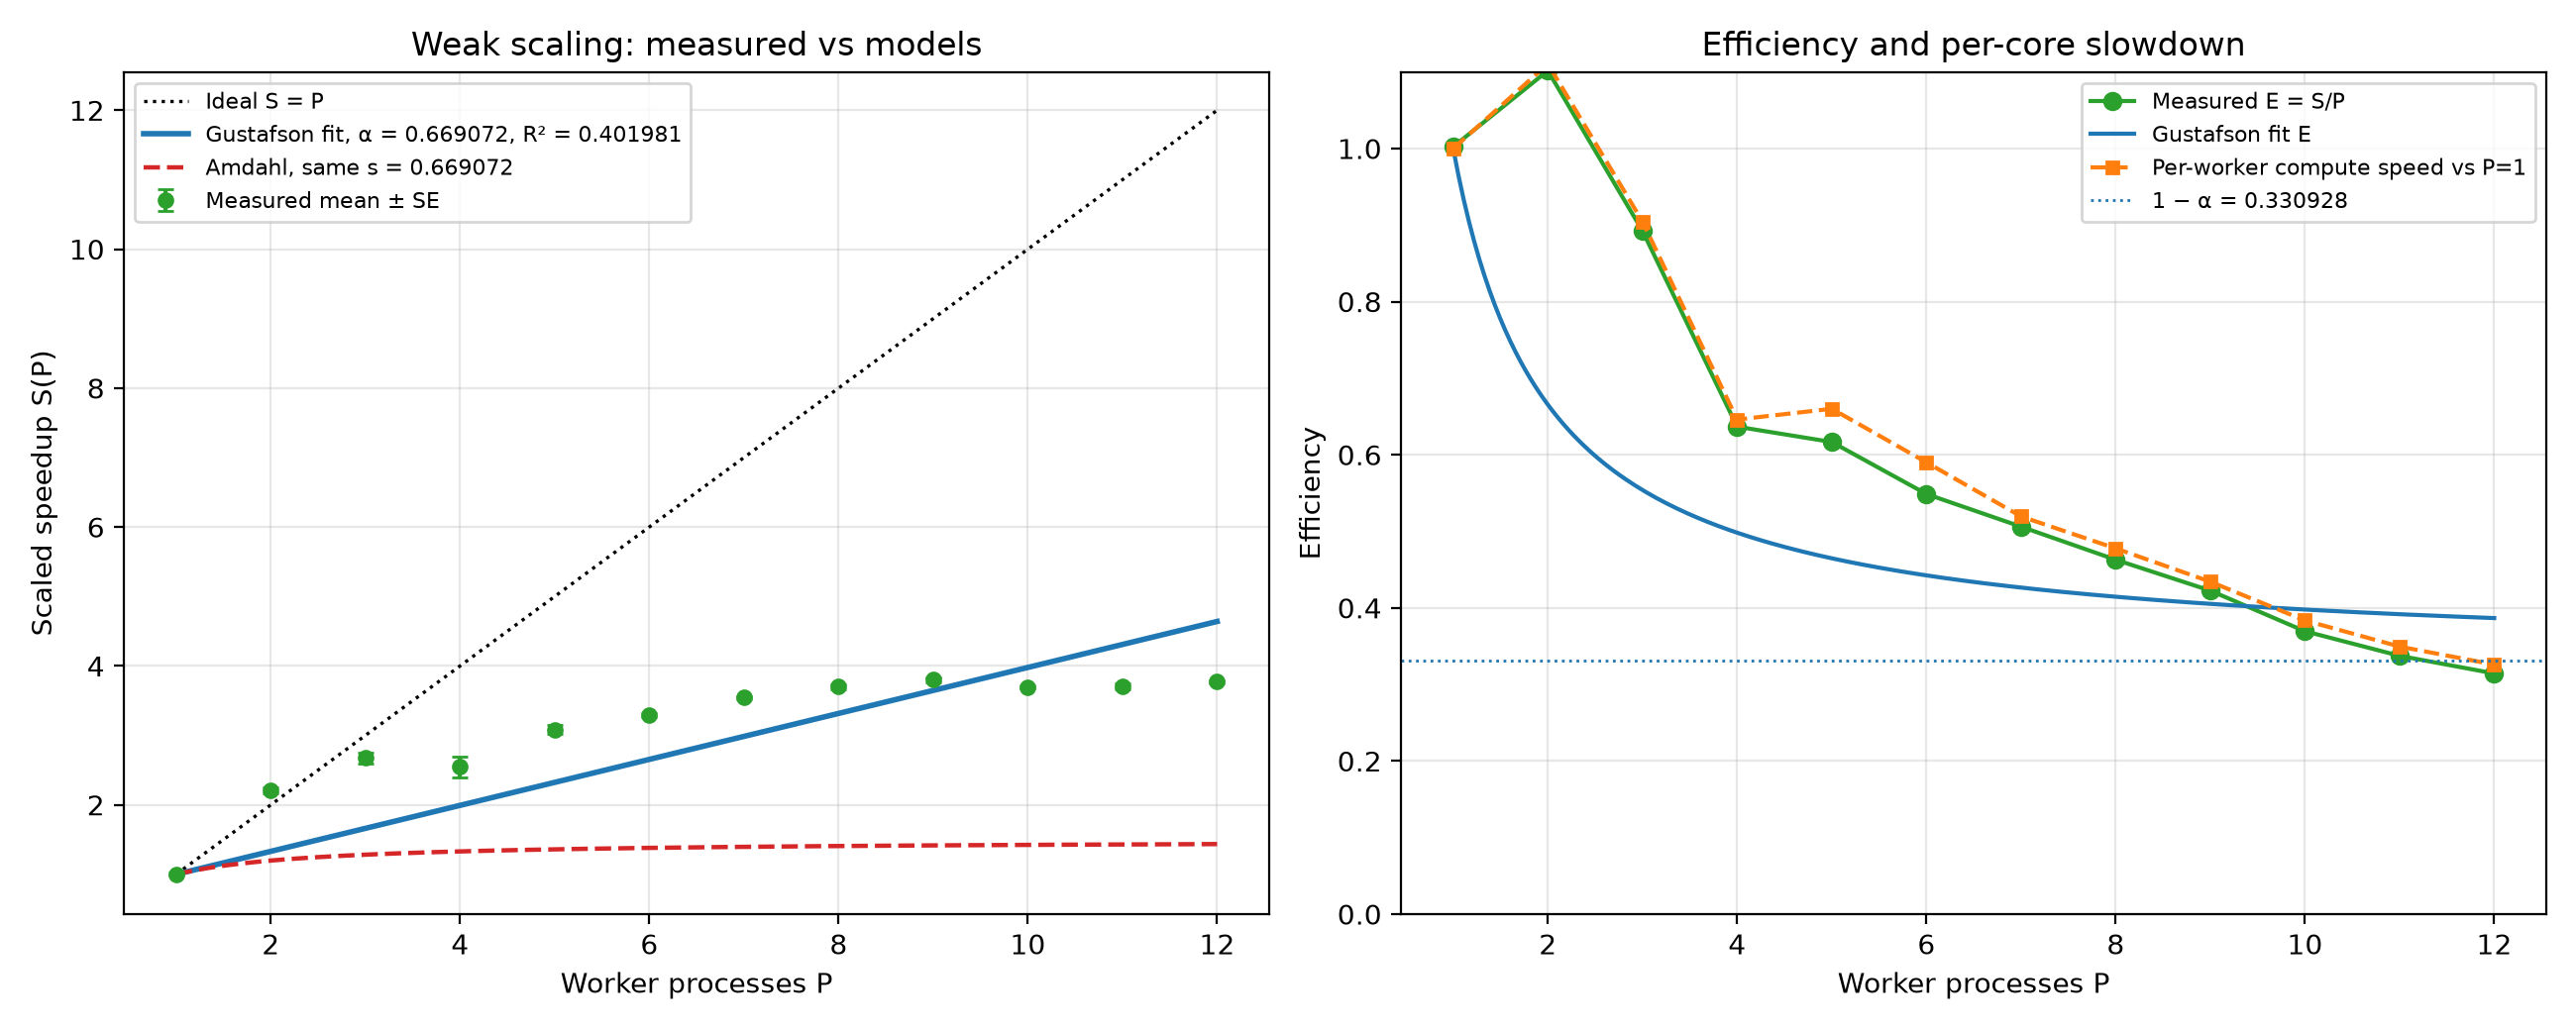 Weak scaling: measured vs models
Ideal S = P
Gustafson fit, α = 0.669072, R² = 0.401981
Amdahl, same s = 0.669072
Measured mean ± SE
12
10
8
6
4
2
Scaled speedup S(P)
2 4 6 8 10 12
Worker processes P
Efficiency and per-core slowdown
Measured E = S/P
Gustafson fit E
Per-worker compute speed vs P=1
1 − α = 0.330928
1.0
0.8
0.6
0.4
0.2
0.0
Efficiency
2 4 6 8 10 12
Worker processes P